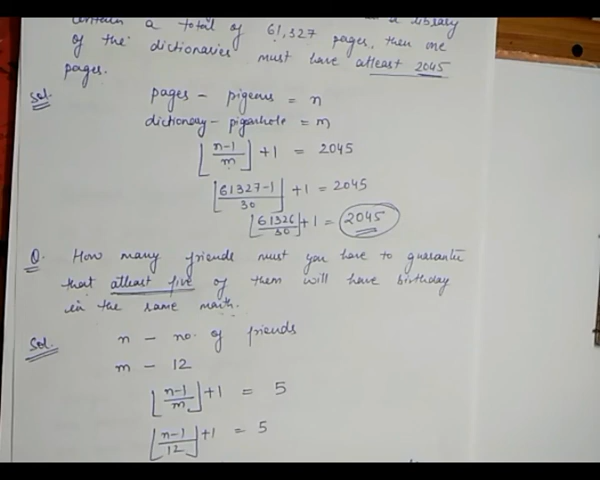 contain a total of 61,327 pages, then one
of the dictionaries must have atleast 2045
pages.
Sol. pages - pigeons = n
dictionary - pigeonhole = m
⌊(n-1)/m⌋ + 1 = 2045
⌊(61327-1)/30⌋ + 1 = 2045
⌊61326/30⌋ + 1 = 2045
Q. How many friends must you have to guarantee
that atleast five of them will have birthday
in the same month.
Sol. n - no. of friends
m - 12
⌊(n-1)/m⌋ + 1 = 5
⌊(n-1)/12⌋ + 1 = 5